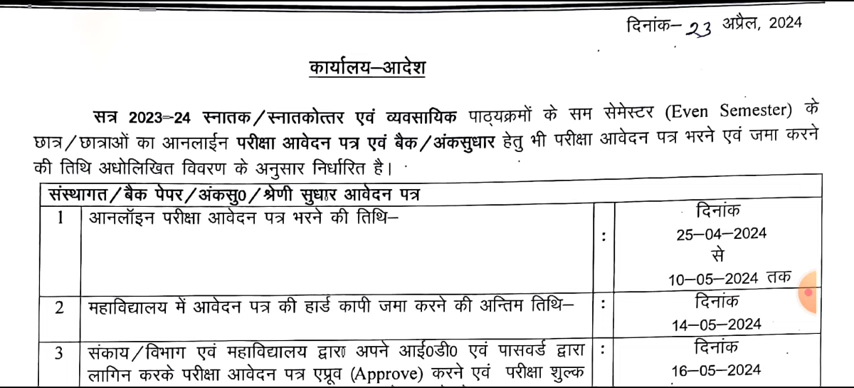 दिनांक– 23 अप्रैल, 2024
कार्यालय–आदेश
सत्र 2023–24 स्नातक/स्नातकोत्तर एवं व्यवसायिक पाठ्यक्रमों के सम सेमेस्टर (Even Semester) के
छात्र/छात्राओं का आनलाईन परीक्षा आवेदन पत्र एवं बैक/अंकसुधार हेतु भी परीक्षा आवेदन पत्र भरने एवं जमा करने
की तिथि अधोलिखित विवरण के अनुसार निर्धारित है।
संस्थागत/बैक पेपर/अंकसु0/श्रेणी सुधार आवेदन पत्र
1 आनलॉइन परीक्षा आवेदन पत्र भरने की तिथि– : दिनांक
25–04–2024
से
10–05–2024 तक
2 महाविद्यालय में आवेदन पत्र की हार्ड कापी जमा करने की अन्तिम तिथि– : दिनांक
14–05–2024
3 संकाय/विभाग एवं महाविद्यालय द्वारा अपने आई0डी0 एवं पासवर्ड द्वारा : दिनांक
लागिन करके परीक्षा आवेदन पत्र एप्रूव (Approve) करने एवं परीक्षा शुल्क 16–05–2024